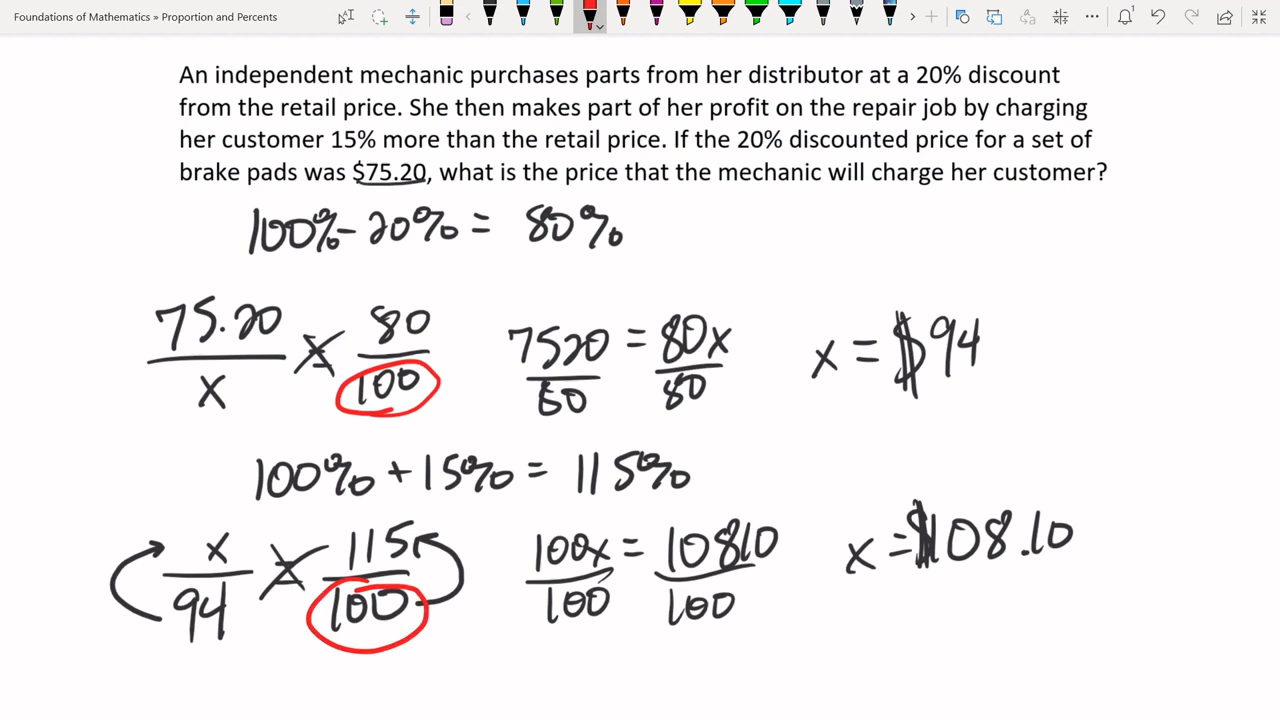 Foundations of Mathematics » Proportion and Percents
An independent mechanic purchases parts from her distributor at a 20% discount
from the retail price. She then makes part of her profit on the repair job by charging
her customer 15% more than the retail price. If the 20% discounted price for a set of
brake pads was $75.20, what is the price that the mechanic will charge her customer?
100% - 20% = 80%
75.20/x = 80/100 7520/80 = 80x/80 x = $94
100% + 15% = 115%
x/94 = 115/100 100x/100 = 10810/100 x = $108.10